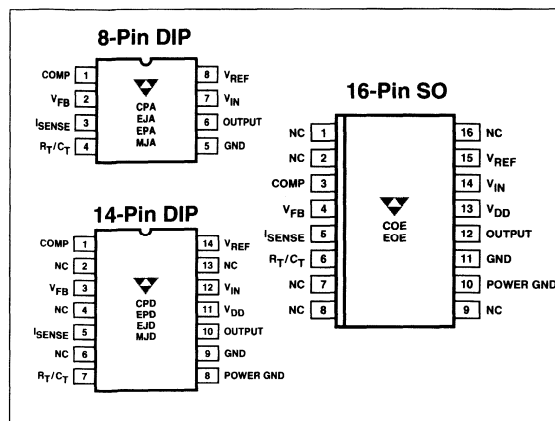 8-Pin DIP
COMP 1
VFB 2
ISENSE 3
RT/CT 4
CPA
EJA
EPA
MJA
8 VREF
7 VIN
6 OUTPUT
5 GND
14-Pin DIP
COMP 1
NC 2
VFB 3
NC 4
ISENSE 5
NC 6
RT/CT 7
CPD
EPD
EJD
MJD
14 VREF
13 NC
12 VIN
11 VDD
10 OUTPUT
9 GND
8 POWER GND
16-Pin SO
NC 1
NC 2
COMP 3
VFB 4
ISENSE 5
RT/CT 6
NC 7
NC 8
COE
EOE
16 NC
15 VREF
14 VIN
13 VDD
12 OUTPUT
11 GND
10 POWER GND
9 NC